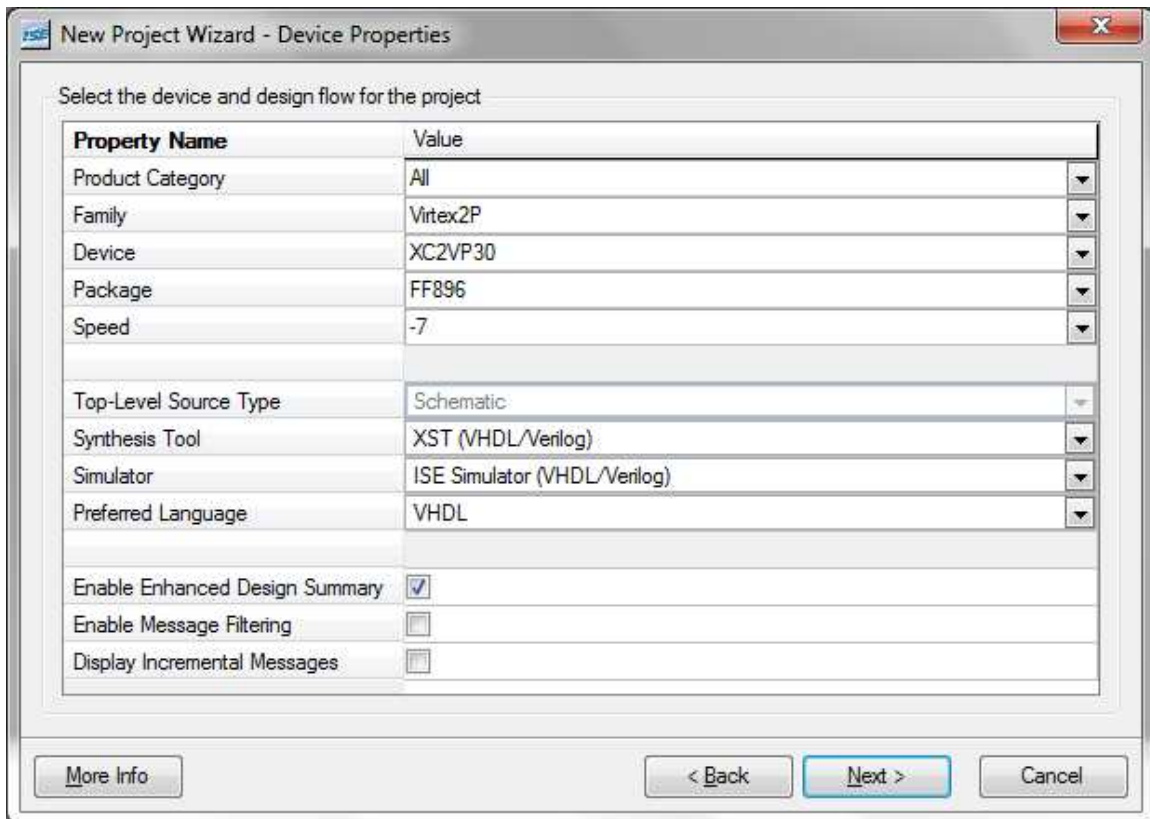 ISE New Project Wizard - Device Properties
Select the device and design flow for the project
Property Name Value
Product Category All
Family Virtex2P
Device XC2VP30
Package FF896
Speed -7
Top-Level Source Type Schematic
Synthesis Tool XST (VHDL/Verilog)
Simulator ISE Simulator (VHDL/Verilog)
Preferred Language VHDL
Enable Enhanced Design Summary
Enable Message Filtering
Display Incremental Messages
More Info < Back Next > Cancel